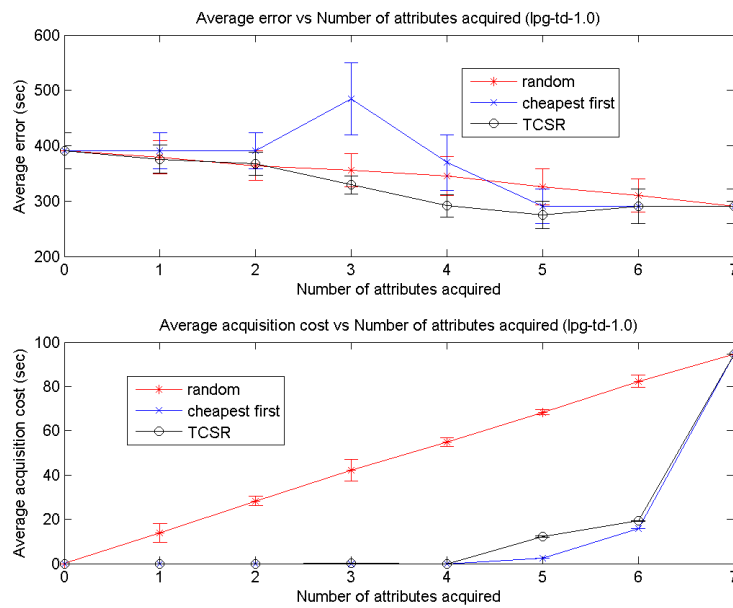 Average error vs Number of attributes acquired (lpg-td-1.0)
600
500
400
300
200
Average error (sec)
random
cheapest first
TCSR
0 1 2 3 4 5 6 7
Number of attributes acquired
Average acquisition cost vs Number of attributes acquired (lpg-td-1.0)
100
80
60
40
20
0
Average acquisition cost (sec)
random
cheapest first
TCSR
0 1 2 3 4 5 6 7
Number of attributes acquired